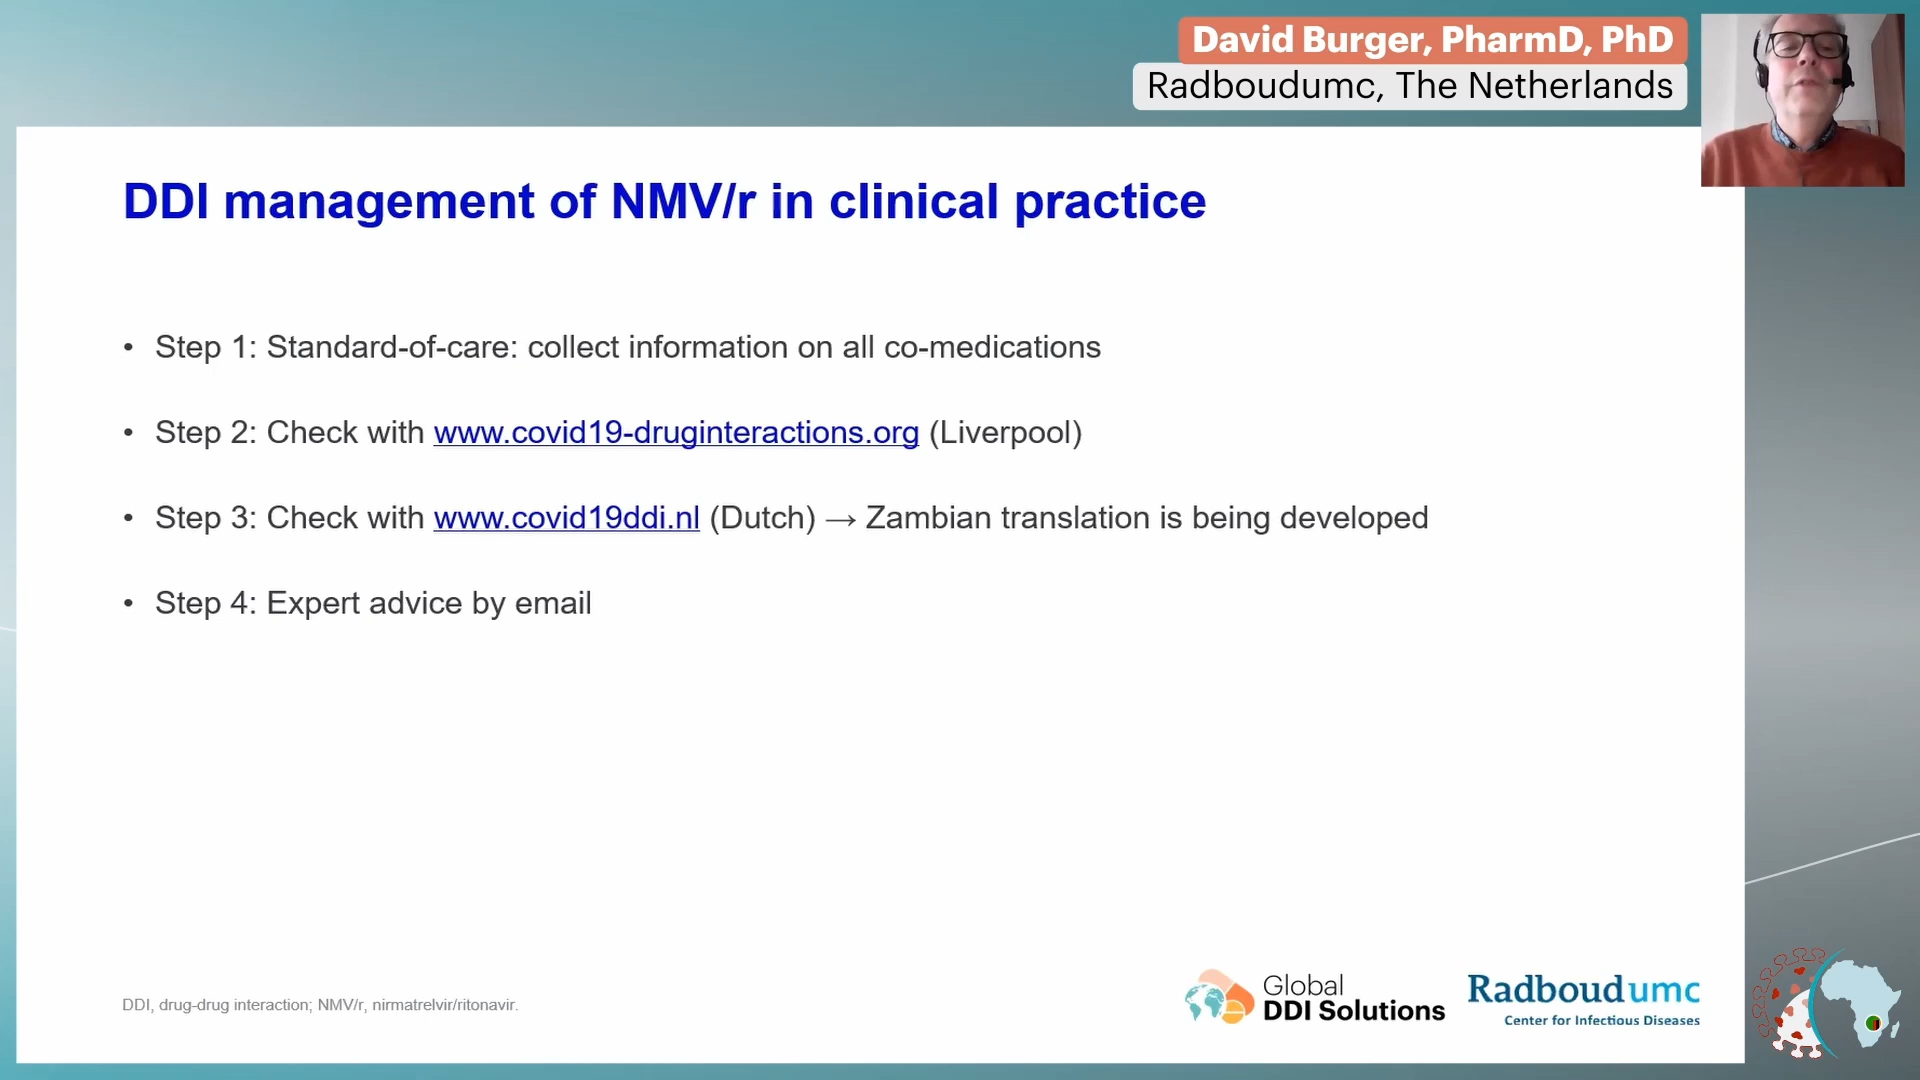 David Burger, PharmD, PhD
Radboudumc, The Netherlands
DDI management of NMV/r in clinical practice
• Step 1: Standard-of-care: collect information on all co-medications
• Step 2: Check with www.covid19-druginteractions.org (Liverpool)
• Step 3: Check with www.covid19ddi.nl (Dutch) → Zambian translation is being developed
• Step 4: Expert advice by email
DDI, drug-drug interaction; NMV/r, nirmatrelvir/ritonavir.
Global
DDI Solutions
Radboudumc
Center for Infectious Diseases